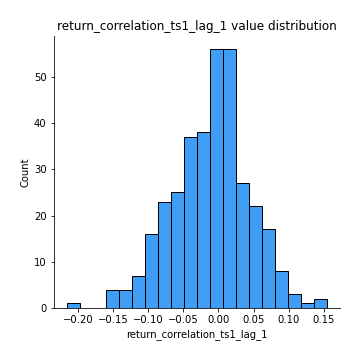 return_correlation_ts1_lag_1 value distribution
Count
50
40
30
20
10
0
−0.20 −0.15 −0.10 −0.05 0.00 0.05 0.10 0.15
return_correlation_ts1_lag_1